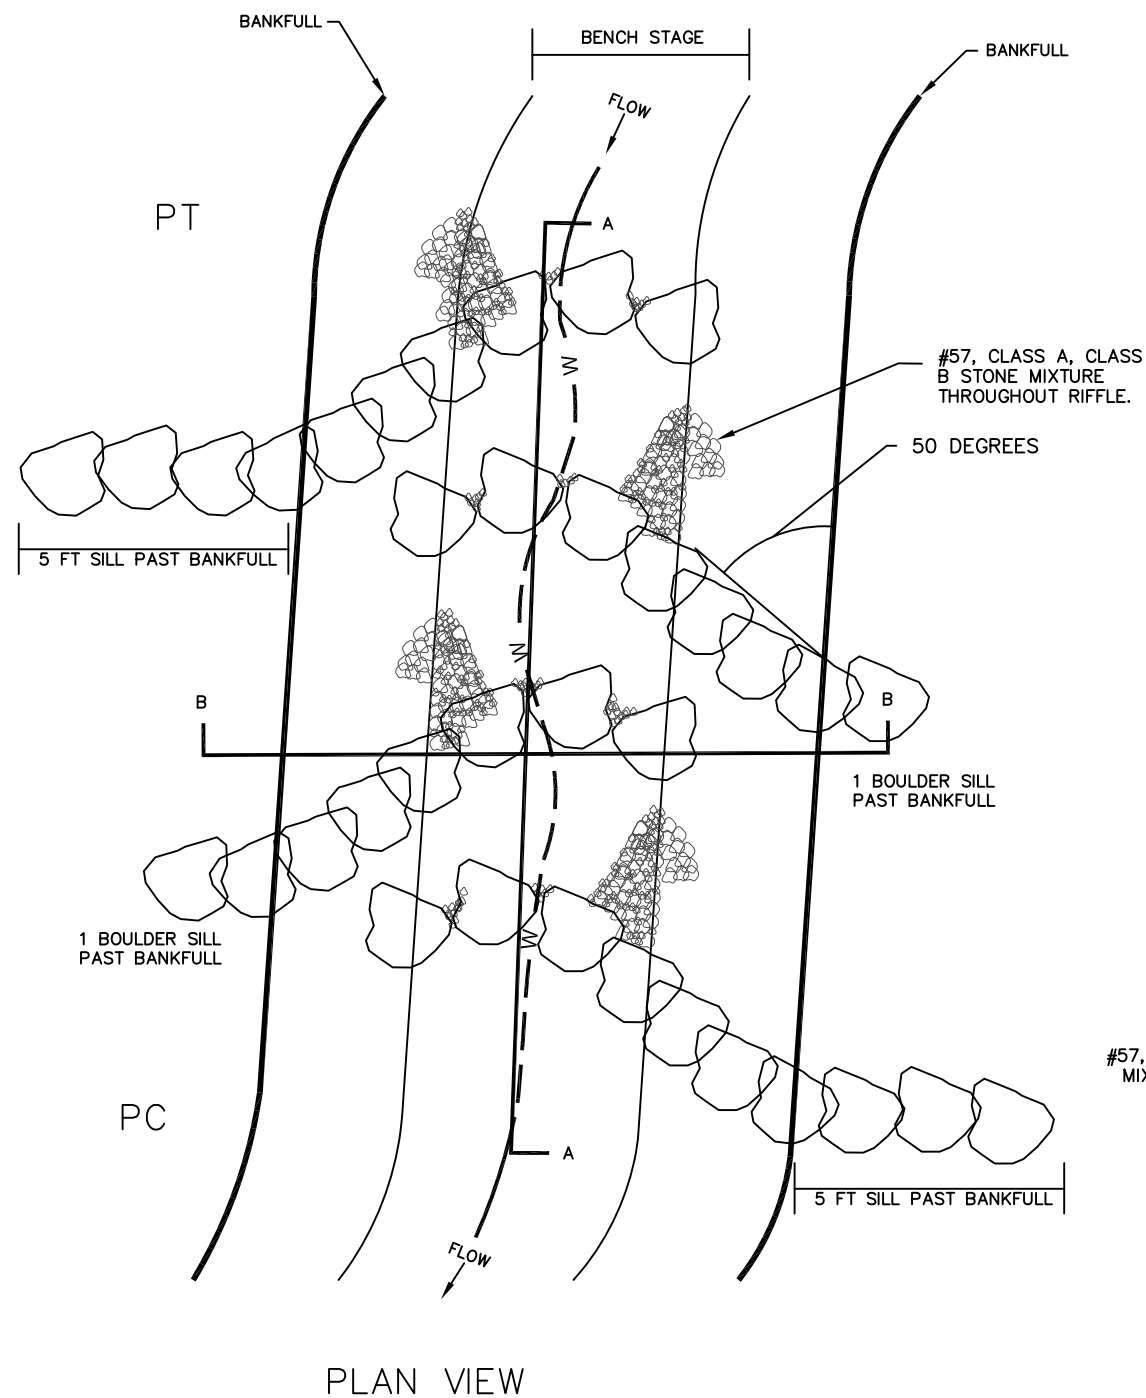 BANKFULL
BENCH STAGE
BANKFULL
FLOW
PT
A
W
#57, CLASS A, CLASS
B STONE MIXTURE
THROUGHOUT RIFFLE.
50 DEGREES
5 FT SILL PAST BANKFULL
W
B
B
1 BOULDER SILL
PAST BANKFULL
1 BOULDER SILL
PAST BANKFULL
W
#57,
PC
A
5 FT SILL PAST BANKFULL
FLOW
PLAN VIEW